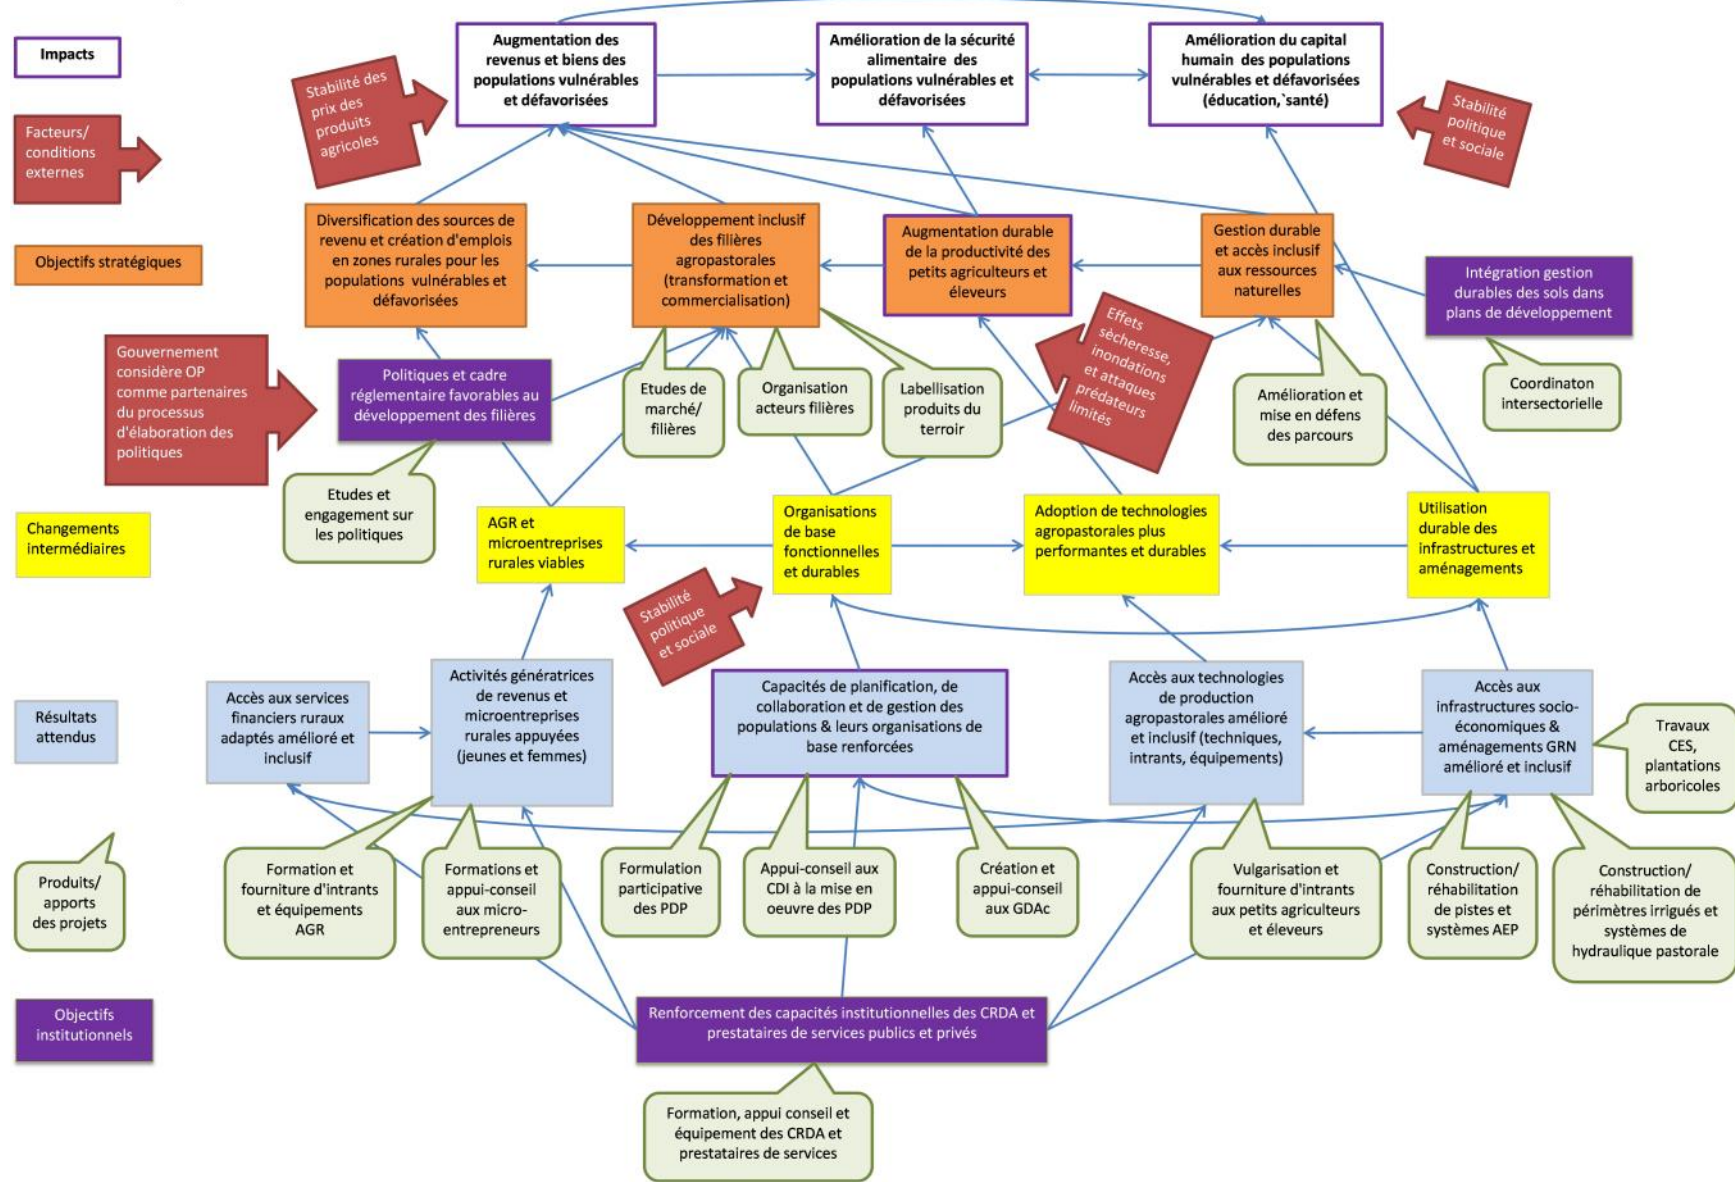 Impacts
Augmentation des
revenus et biens des
populations vulnérables
et défavorisées
Amélioration de la sécurité
alimentaire des
populations vulnérables et
défavorisées
Amélioration du capital
humain des populations
vulnérables et défavorisées
(éducation,`santé)
Facteurs/
conditions
externes
Stabilité des
prix des
produits
agricoles
Stabilité
politique
et sociale
Objectifs stratégiques
Diversification des sources de
revenu et création d'emplois
en zones rurales pour les
populations vulnérables et
défavorisées
Développement inclusif
des filières
agropastorales
(transformation et
commercialisation)
Augmentation durable
de la productivité des
petits agriculteurs et
éleveurs
Gestion durable
et accès inclusif
aux ressources
naturelles
Intégration gestion
durables des sols dans
plans de développement
Gouvernement
considère OP
comme partenaires
du processus
d'élaboration des
politiques
Politiques et cadre
réglementaire favorables au
développement des filières
Etudes de
marché/
filières
Organisation
acteurs filières
Labellisation
produits du
terroir
Effets
sècheresse,
inondations
et attaques
prédateurs
limités
Amélioration et
mise en défens
des parcours
Coordinaton
intersectorielle
Etudes et
engagement sur
les politiques
Changements
intermédiaires
AGR et
microentreprises
rurales viables
Organisations
de base
fonctionnelles
et durables
Adoption de technologies
agropastorales plus
performantes et durables
Utilisation
durable des
infrastructures et
aménagements
Stabilité
politique
et sociale
Résultats
attendus
Accès aux services
financiers ruraux
adaptés amélioré et
inclusif
Activités génératrices
de revenus et
microentreprises
rurales appuyées
(jeunes et femmes)
Capacités de planification, de
collaboration et de gestion des
populations & leurs organisations de
base renforcées
Accès aux technologies
de production
agropastorales amélioré
et inclusif (techniques,
intrants, équipements)
Accès aux
infrastructures socio-
économiques &
aménagements GRN
amélioré et inclusif
Travaux
CES,
plantations
arboricoles
Produits/
apports
des projets
Formation et
fourniture d'intrants
et équipements
AGR
Formations et
appui-conseil
aux micro-
entrepreneurs
Formulation
participative
des PDP
Appui-conseil aux
CDI à la mise en
oeuvre des PDP
Création et
appui-conseil
aux GDAc
Vulgarisation et
fourniture d'intrants
aux petits agriculteurs
et éleveurs
Construction/
réhabilitation
de pistes et
systèmes AEP
Construction/
réhabilitation de
périmètres irrigués et
systèmes de
hydraulique pastorale
Objectifs
institutionnels
Renforcement des capacités institutionnelles des CRDA et
prestataires de services publics et privés
Formation, appui conseil et
équipement des CRDA et
prestataires de services